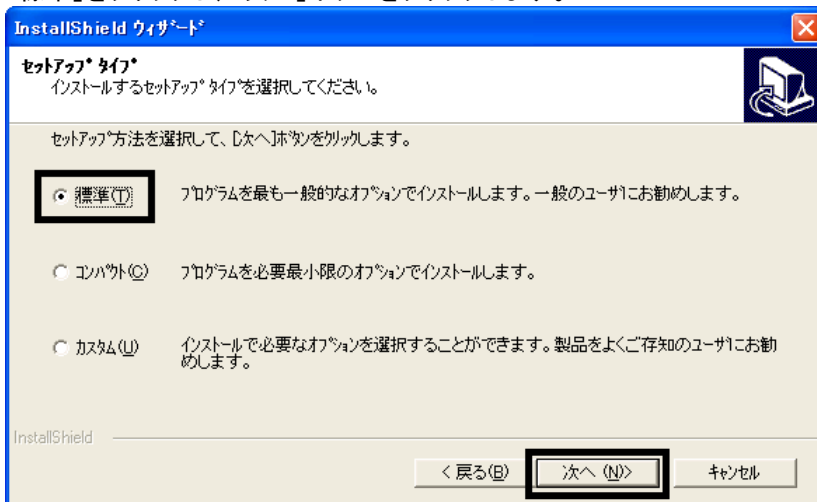 InstallShield ウィザード
セットアップ タイプ
インストールするセットアップ タイプを選択してください。
セットアップ方法を選択して、[次へ]ボタンをクリックします。
標準(T) プログラムを最も一般的なオプションでインストールします。一般のユーザにお勧めします。
コンパクト(C) プログラムを必要最小限のオプションでインストールします。
カスタム(U) インストールで必要なオプションを選択することができます。製品をよくご存知のユーザにお勧
めします。
InstallShield
< 戻る(B) 次へ (N)> キャンセル